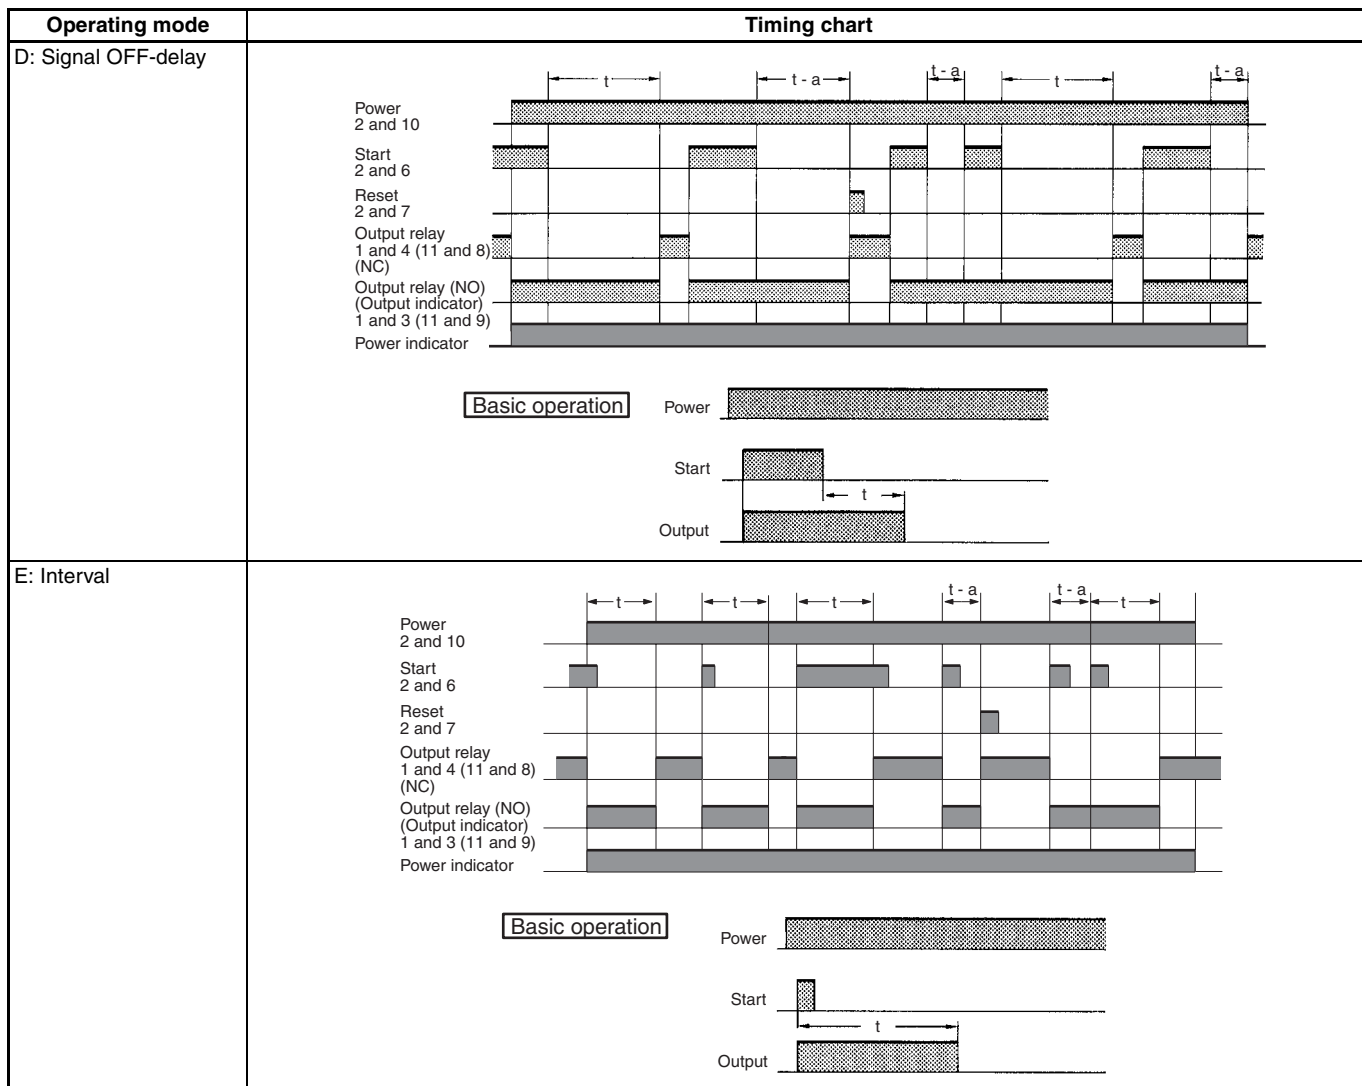 Operating mode
Timing chart
D: Signal OFF-delay
t
t - a
t - a
t
t - a
Power
2 and 10
Start
2 and 6
Reset
2 and 7
Output relay
1 and 4 (11 and 8)
(NC)
Output relay (NO)
(Output indicator)
1 and 3 (11 and 9)
Power indicator
Basic operation
Power
Start
t
Output
E: Interval
t
t
t
t - a
t - a
t
Power
2 and 10
Start
2 and 6
Reset
2 and 7
Output relay
1 and 4 (11 and 8)
(NC)
Output relay (NO)
(Output indicator)
1 and 3 (11 and 9)
Power indicator
Basic operation
Power
Start
t
Output